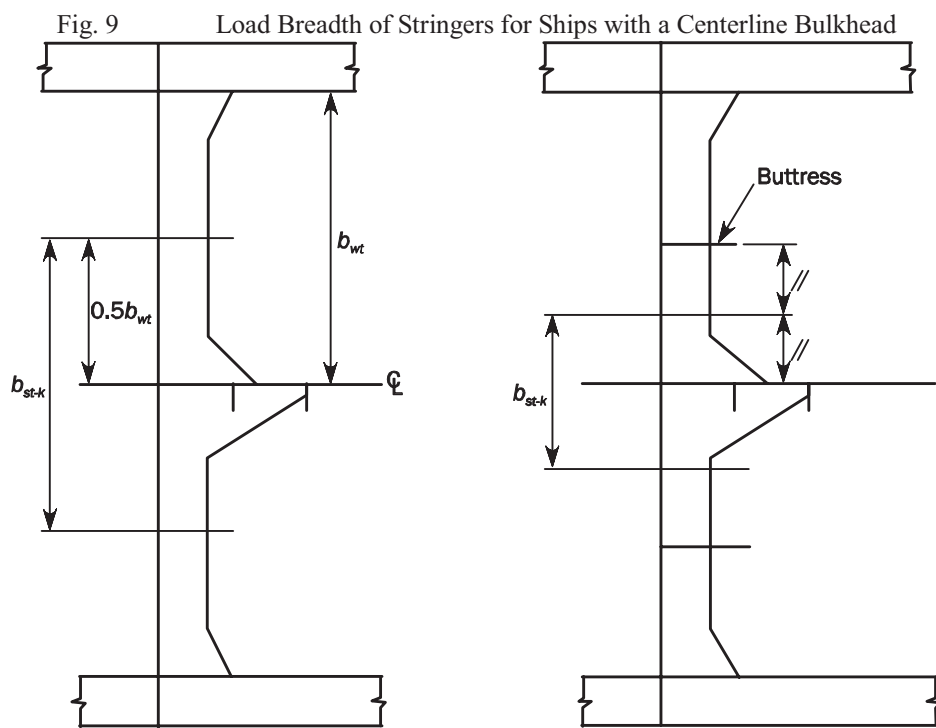 Fig. 9 Load Breadth of Stringers for Ships with a Centerline Bulkhead
Buttress
b_wt
0.5b_wt
b_st-k
℄
b_st-k